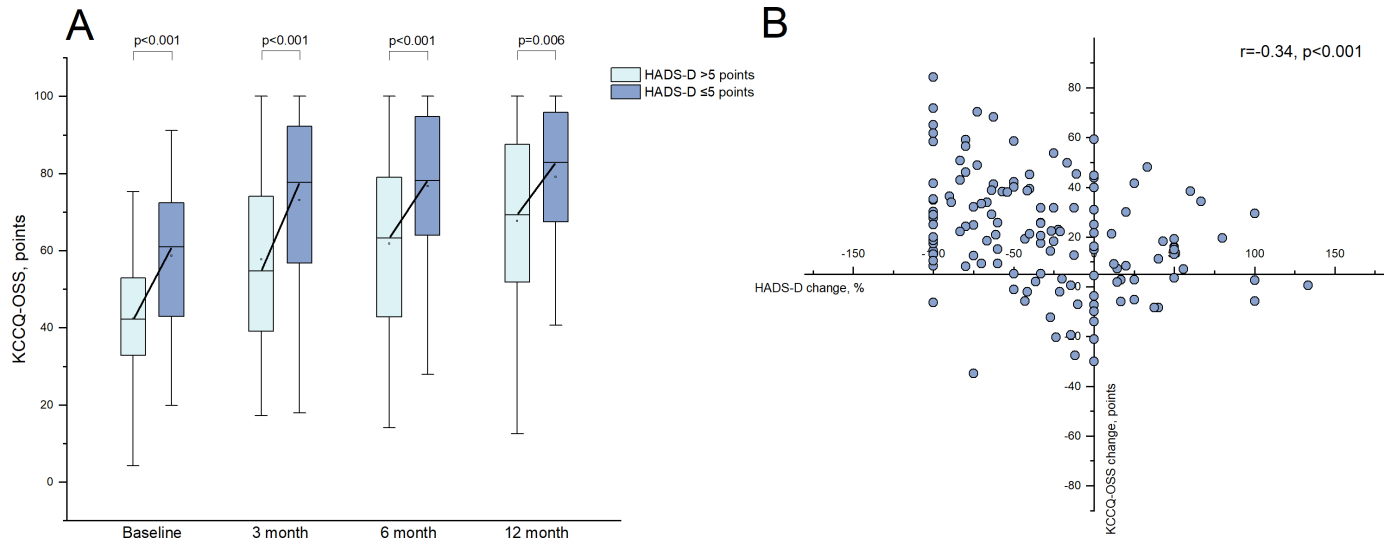 A
p<0.001
p<0.001
p<0.001
p=0.006
HADS-D >5 points
HADS-D ≤5 points
100
80
60
40
20
0
KCCQ-OSS, points
Baseline
3 month
6 month
12 month
B
r=-0.34, p<0.001
80
60
40
20
-40
-60
-80
-150
-50
100
150
HADS-D change, %
KCCQ-OSS change, points